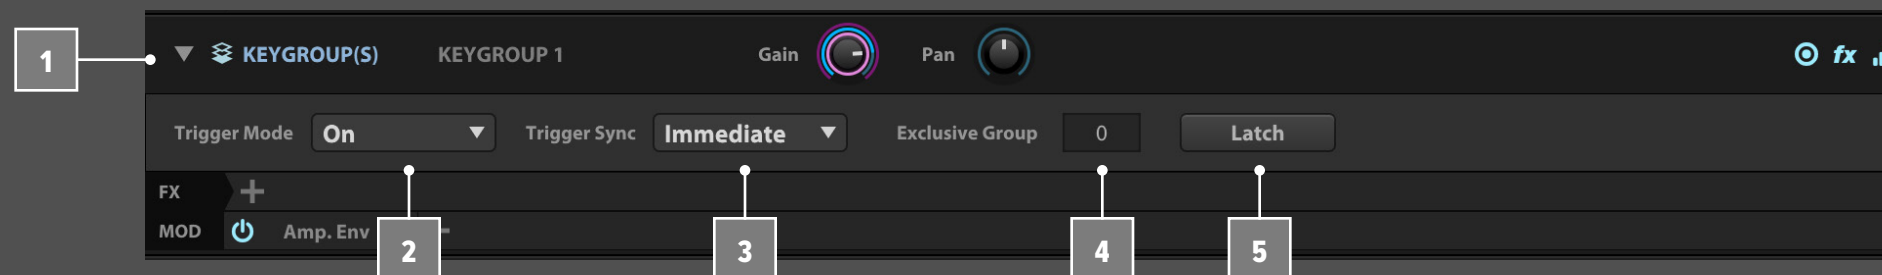 1
KEYGROUP(S) KEYGROUP 1 Gain Pan fx
Trigger Mode On Trigger Sync Immediate Exclusive Group 0 Latch
FX
MOD Amp. Env
2 3 4 5